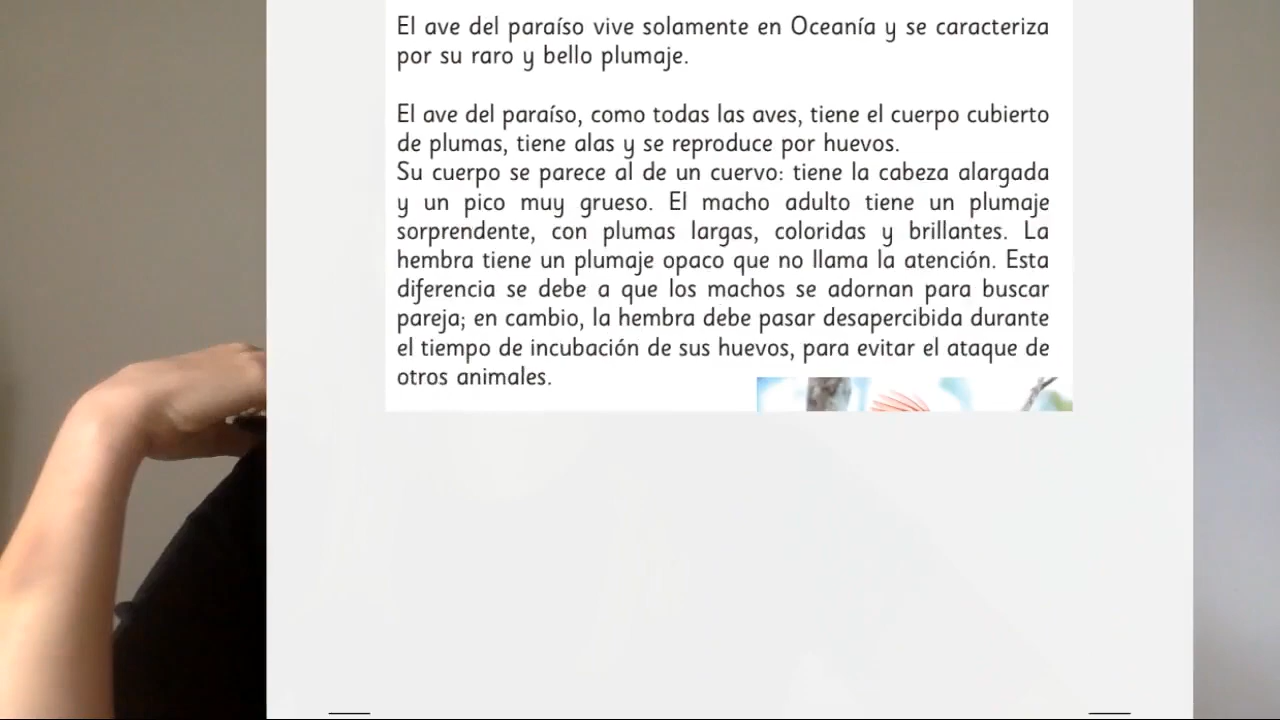 El ave del paraíso vive solamente en Oceanía y se caracteriza
por su raro y bello plumaje.
El ave del paraíso, como todas las aves, tiene el cuerpo cubierto
de plumas, tiene alas y se reproduce por huevos.
Su cuerpo se parece al de un cuervo: tiene la cabeza alargada
y un pico muy grueso. El macho adulto tiene un plumaje
sorprendente, con plumas largas, coloridas y brillantes. La
hembra tiene un plumaje opaco que no llama la atención. Esta
diferencia se debe a que los machos se adornan para buscar
pareja; en cambio, la hembra debe pasar desapercibida durante
el tiempo de incubación de sus huevos, para evitar el ataque de
otros animales.